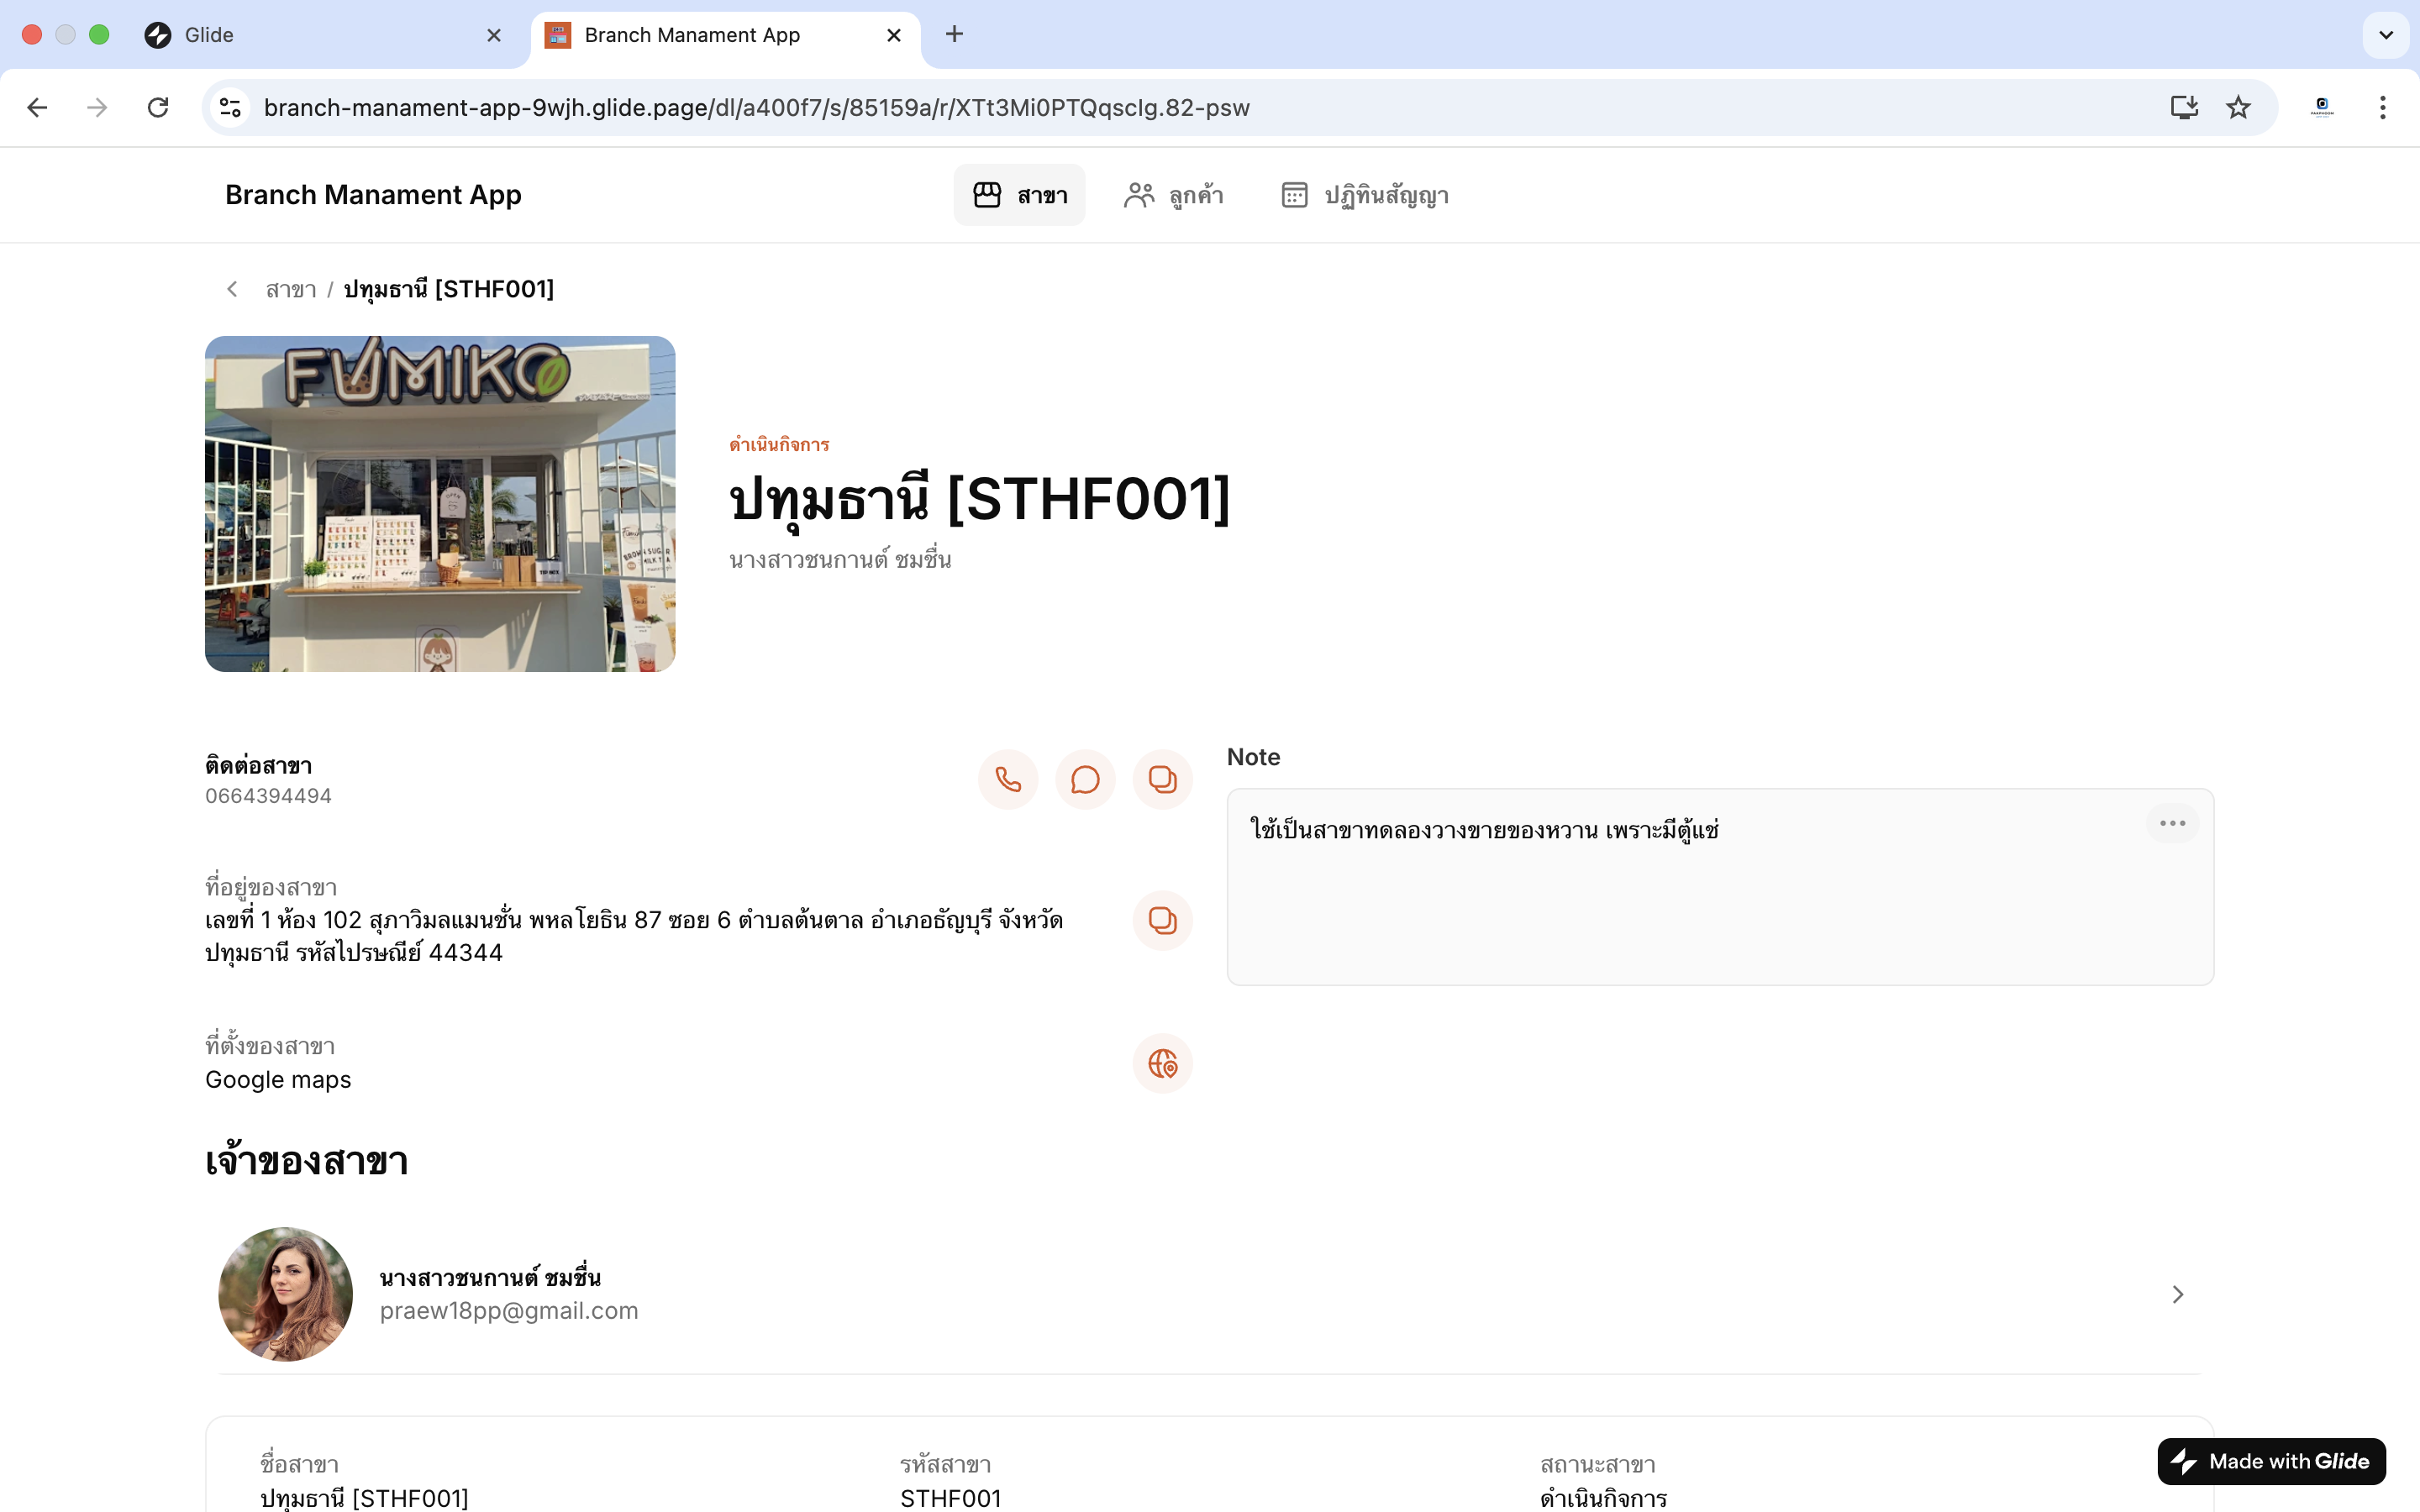 Glide
Branch Manament App
branch-manament-app-9wjh.glide.page/dl/a400f7/s/85159a/r/XTt3Mi0PTQqscIg.82-psw
Branch Manament App
สาขา
ลูกค้า
ปฏิทินสัญญา
สาขา / ปทุมธานี [STHF001]
FUMIKO
OPEN
BROWN SUGAR
MILK TEA
ดำเนินกิจการ
ปทุมธานี [STHF001]
นางสาวชนกานต์ ชมชื่น
ติดต่อสาขา
0664394494
Note
ใช้เป็นสาขาทดลองวางขายของหวาน เพราะมีตู้แช่
ที่อยู่ของสาขา
เลขที่ 1 ห้อง 102 สุภาวิมลแมนชั่น พหลโยธิน 87 ซอย 6 ตำบลต้นตาล อำเภอธัญบุรี จังหวัด
ปทุมธานี รหัสไปรษณีย์ 44344
ที่ตั้งของสาขา
Google maps
เจ้าของสาขา
นางสาวชนกานต์ ชมชื่น
praew18pp@gmail.com
ชื่อสาขา
ปทุมธานี [STHF001]
รหัสสาขา
STHF001
สถานะสาขา
ดำเนินกิจการ
Made with Glide